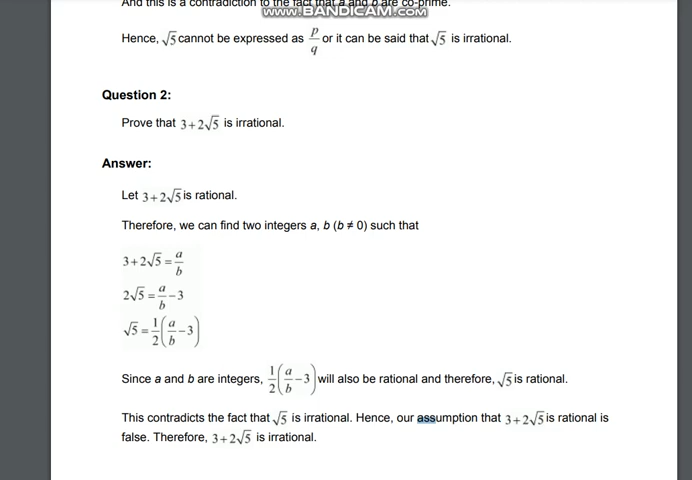 And this is a contradiction to the fact that a and b are co-prime.
www.BANDICAM.com
Hence, √5 cannot be expressed as p/q or it can be said that √5 is irrational.
Question 2:
Prove that 3+2√5 is irrational.
Answer:
Let 3+2√5 is rational.
Therefore, we can find two integers a, b (b ≠ 0) such that
3+2√5 = a/b
2√5 = a/b −3
√5 = 1/2(a/b −3)
Since a and b are integers, 1/2(a/b −3) will also be rational and therefore, √5 is rational.
This contradicts the fact that √5 is irrational. Hence, our assumption that 3+2√5 is rational is
false. Therefore, 3+2√5 is irrational.